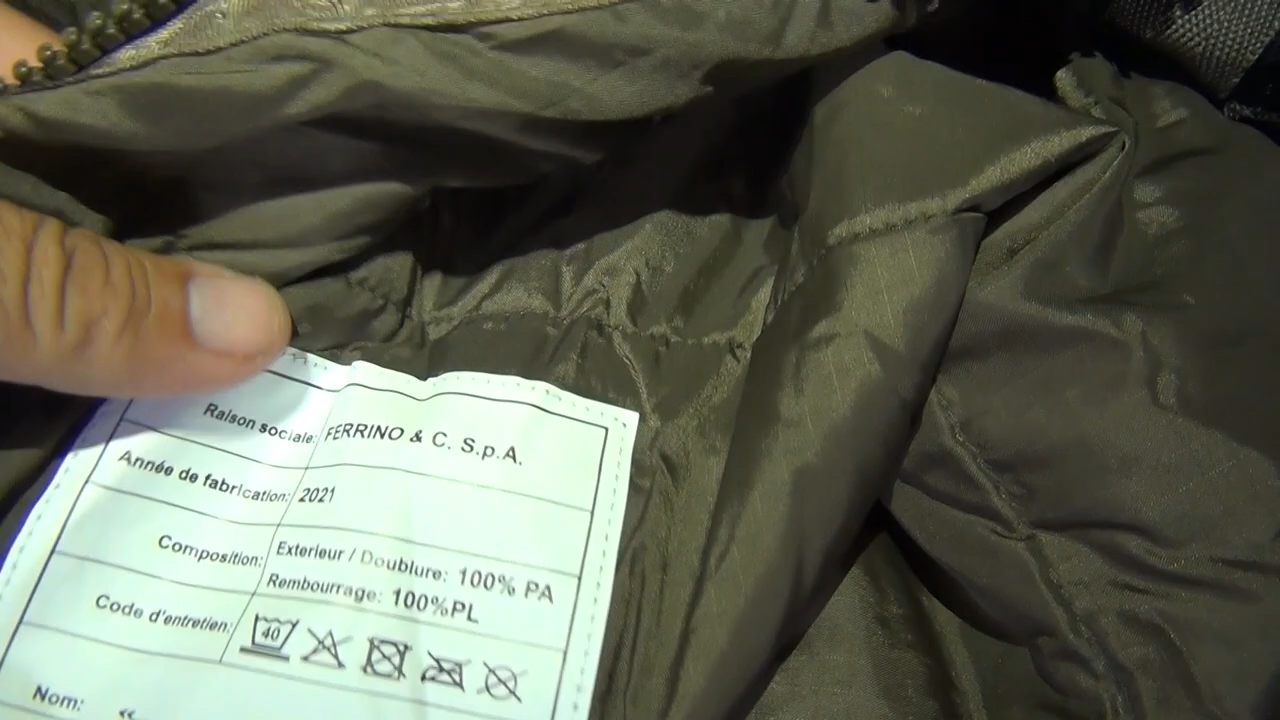 Raison sociale: FERRINO & C. S.p.A.
Année de fabrication: 2021
Composition: Exterieur / Doublure: 100% PA
Rembourrage: 100%PL
Code d'entretien: 40
Nom: «